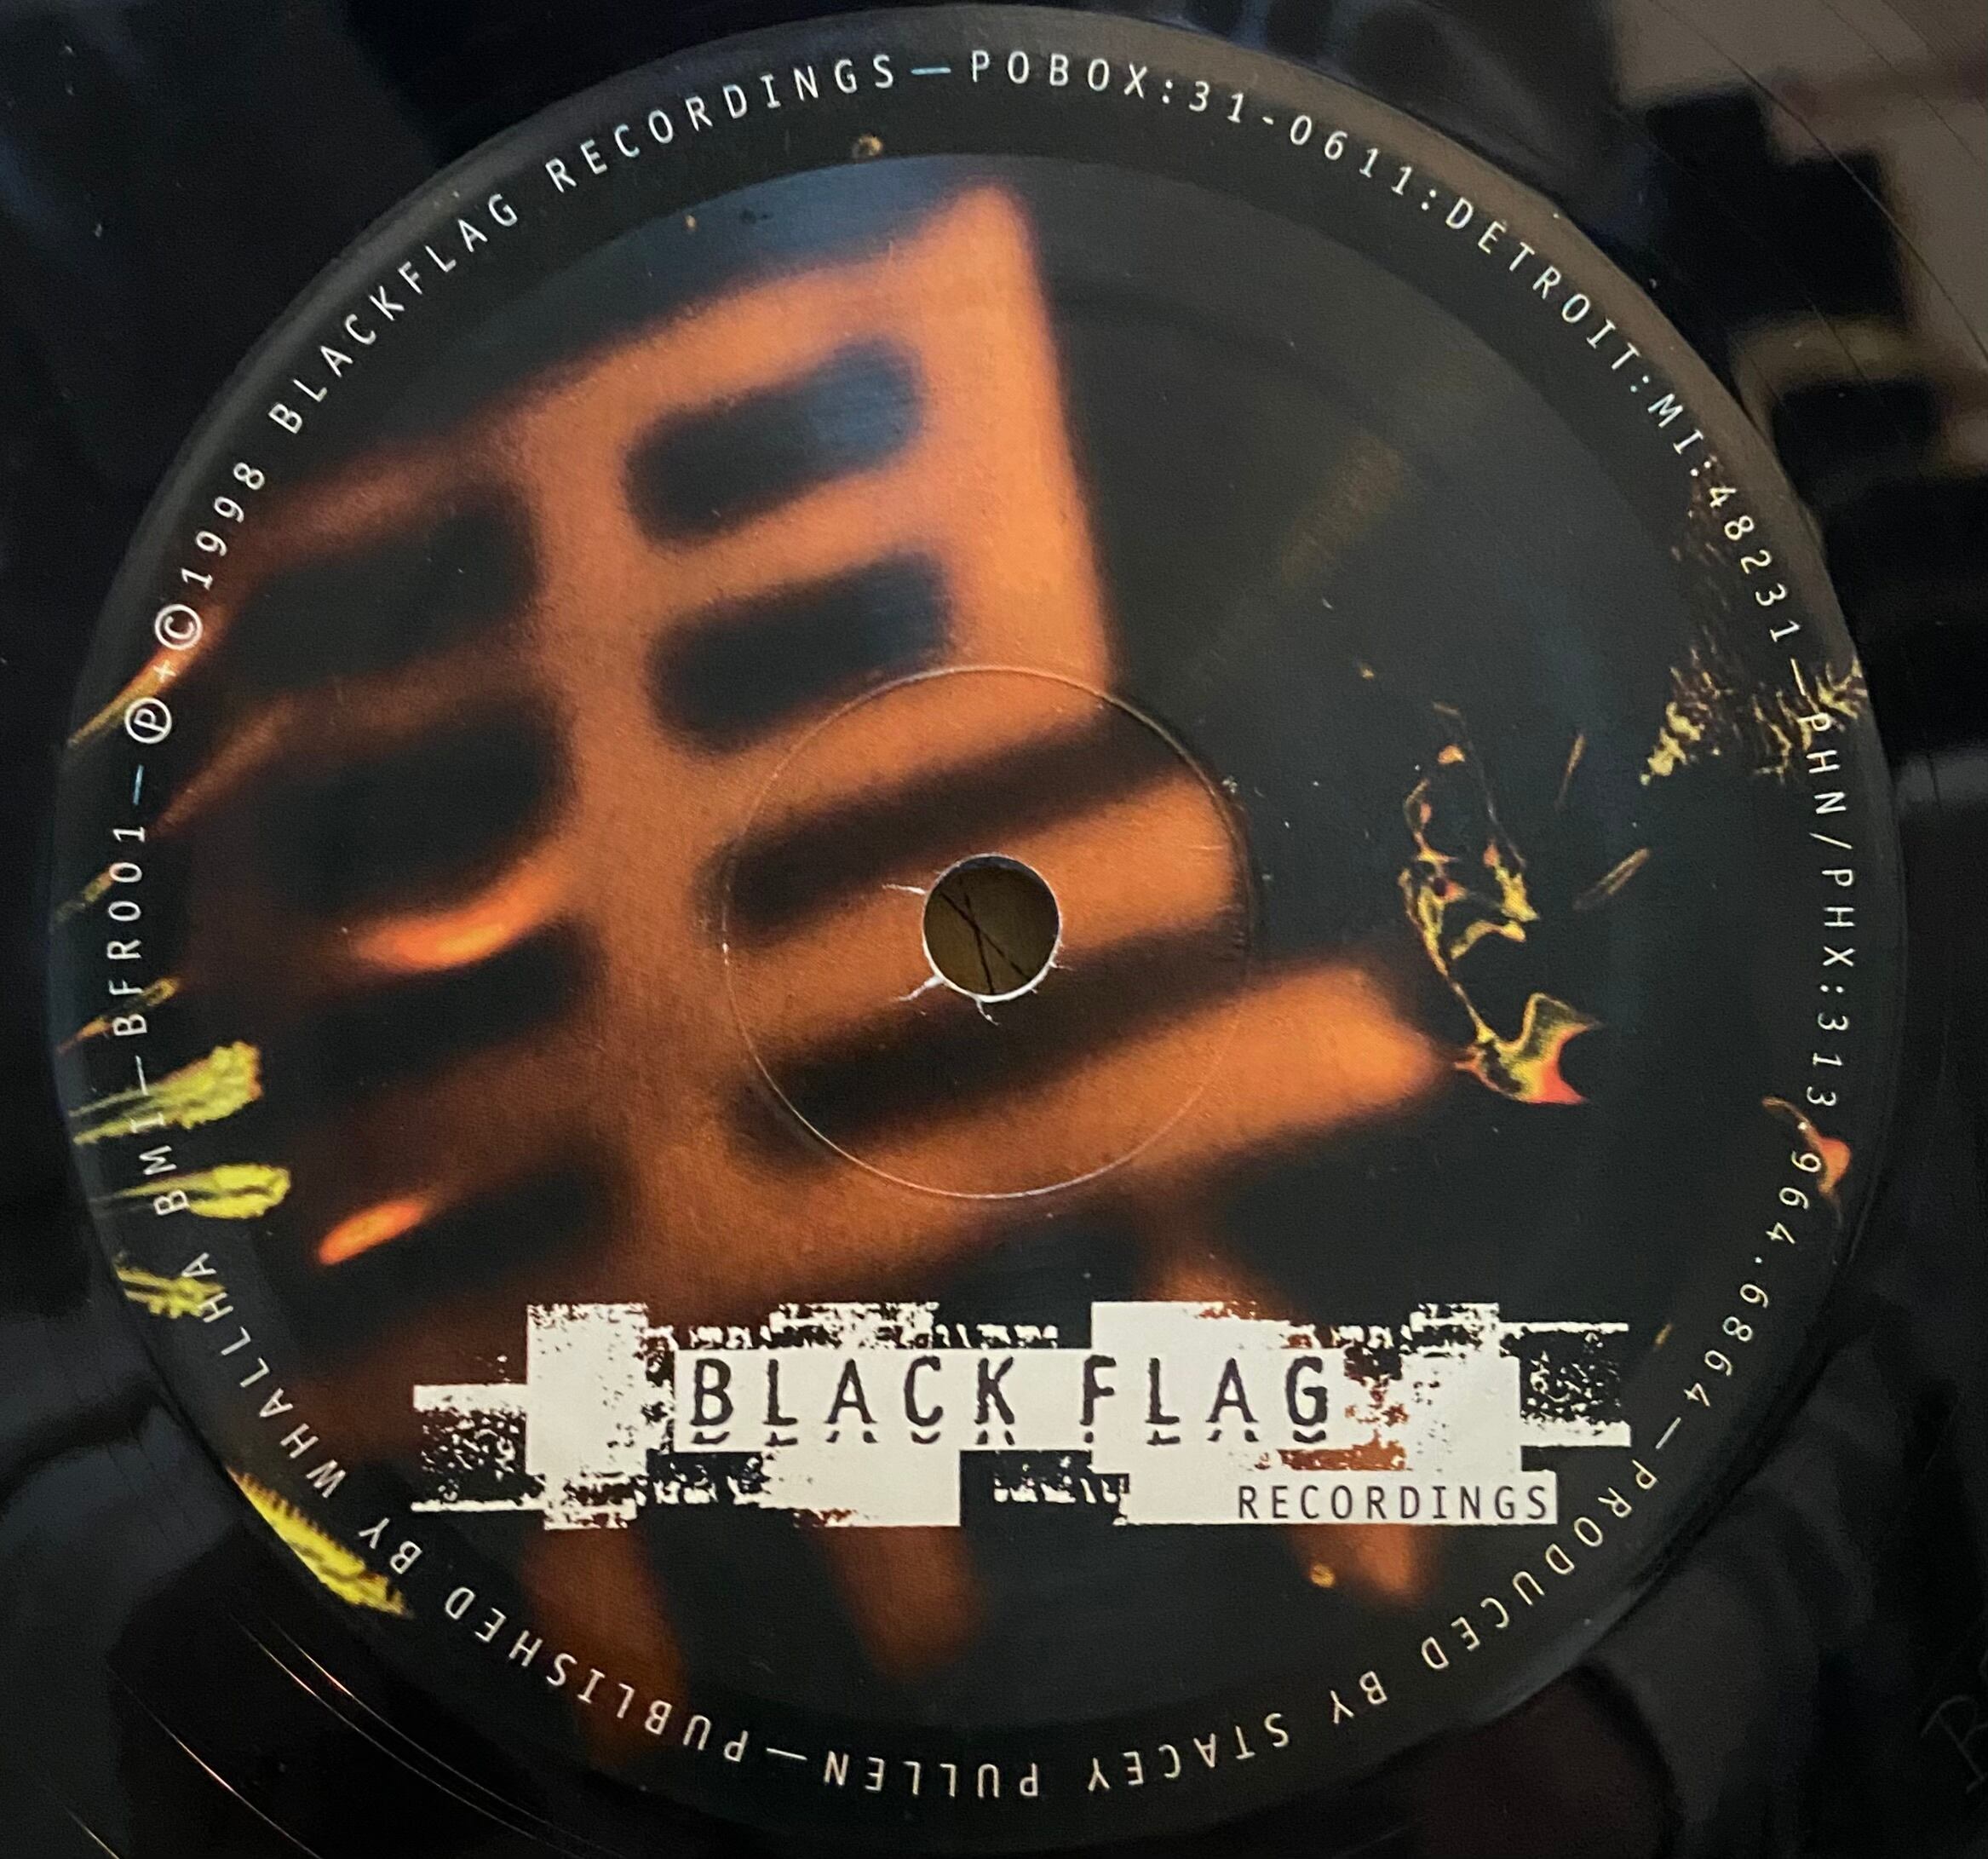 ℗+©1998 BLACKFLAG RECORDINGS—POBOX:31-0611:DETROIT:MI:48231—PHN/PHX:313 964.6864—PRODUCED BY STACEY PULLEN—PUBLISHED BY WHALLHA BMI—BFR001—
BLACK FLAG
RECORDINGS